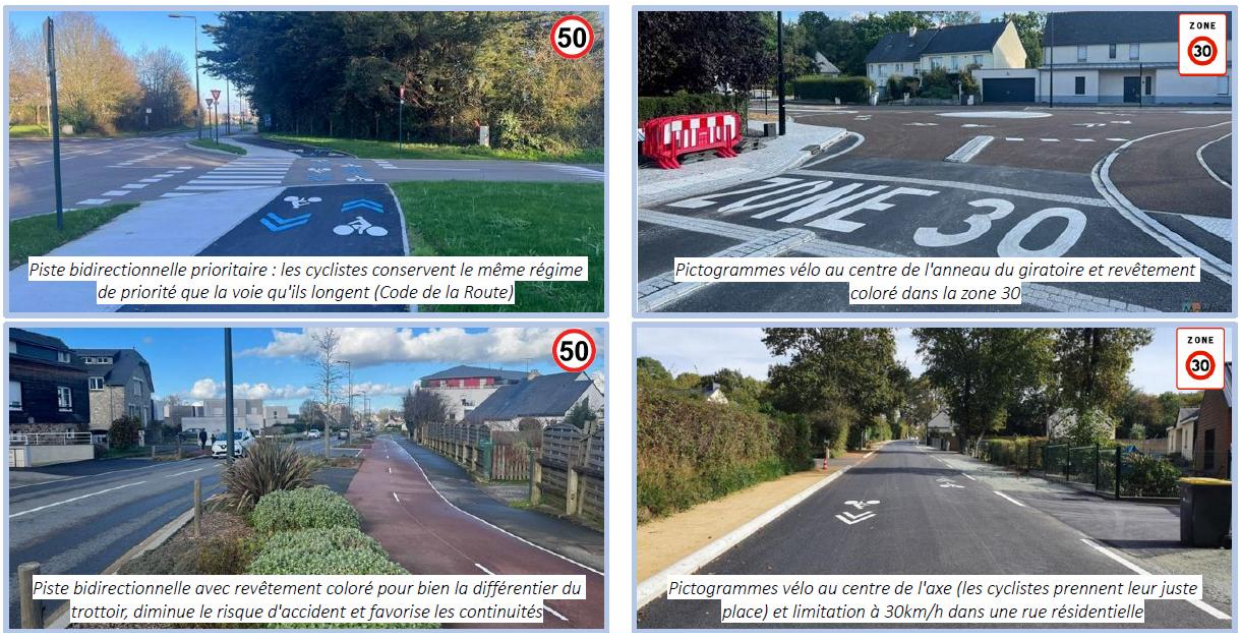 50
Piste bidirectionnelle prioritaire : les cyclistes conservent le même régime
de priorité que la voie qu'ils longent (Code de la Route)
ZONE
30
ZONE 30
Pictogrammes vélo au centre de l'anneau du giratoire et revêtement
coloré dans la zone 30
50
Piste bidirectionnelle avec revêtement coloré pour bien la différentier du
trottoir, diminue le risque d'accident et favorise les continuités
ZONE
30
Pictogrammes vélo au centre de l'axe (les cyclistes prennent leur juste
place) et limitation à 30km/h dans une rue résidentielle